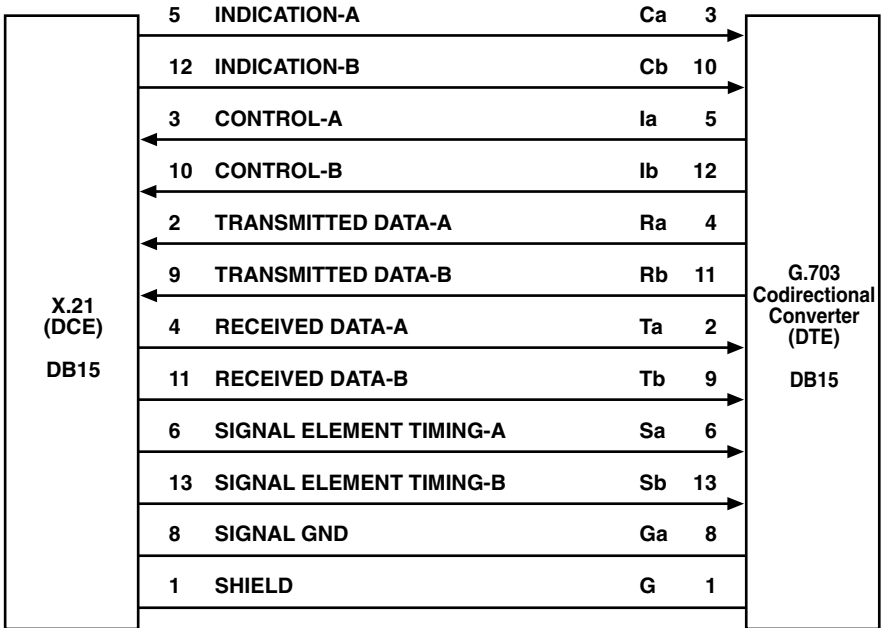 5 INDICATION-A Ca 3
12 INDICATION-B Cb 10
3 CONTROL-A Ia 5
10 CONTROL-B Ib 12
2 TRANSMITTED DATA-A Ra 4
9 TRANSMITTED DATA-B Rb 11
4 RECEIVED DATA-A Ta 2
11 RECEIVED DATA-B Tb 9
6 SIGNAL ELEMENT TIMING-A Sa 6
13 SIGNAL ELEMENT TIMING-B Sb 13
8 SIGNAL GND Ga 8
1 SHIELD G 1
X.21
(DCE)
DB15
G.703
Codirectional
Converter
(DTE)
DB15